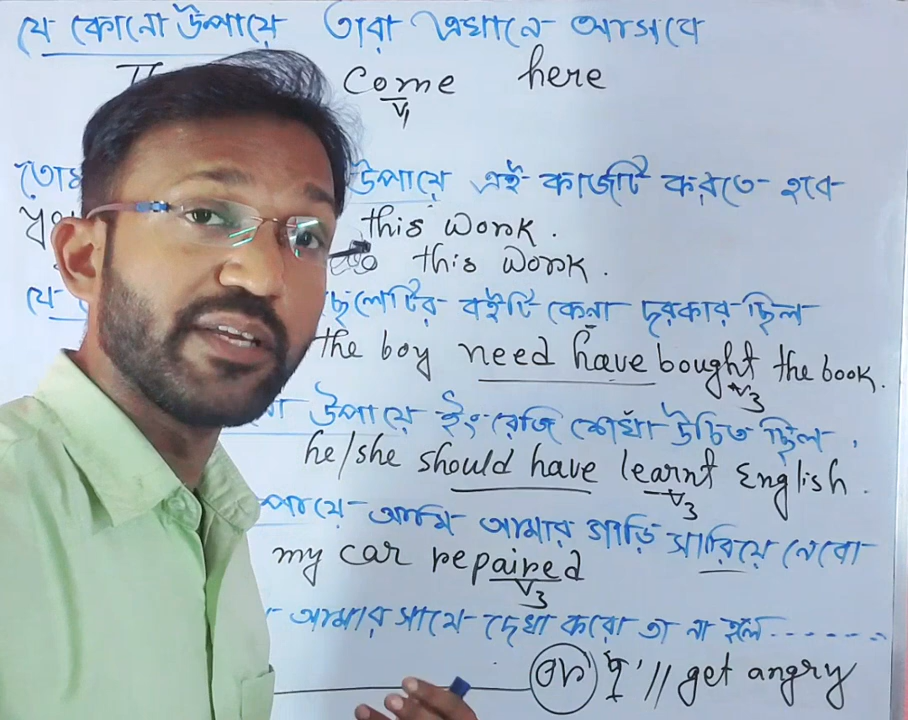 যে কোনো উপায়ে তারা এখানে আসবে
come here
V1
উপায়ে এই কাজটি করতে হবে
this work.
this work.
যে ছেলেটির বইটি কেনা দরকার ছিল
the boy need have bought the book.
V3
উপায়ে ইংরেজি শেখা উচিত ছিল,
he/she should have learnt English.
V3
আমি আমার গাড়ি সারিয়ে নেবো
my car repaired
V3
আমার সাথে দেখা করো তা না হলে......
or I'll get angry